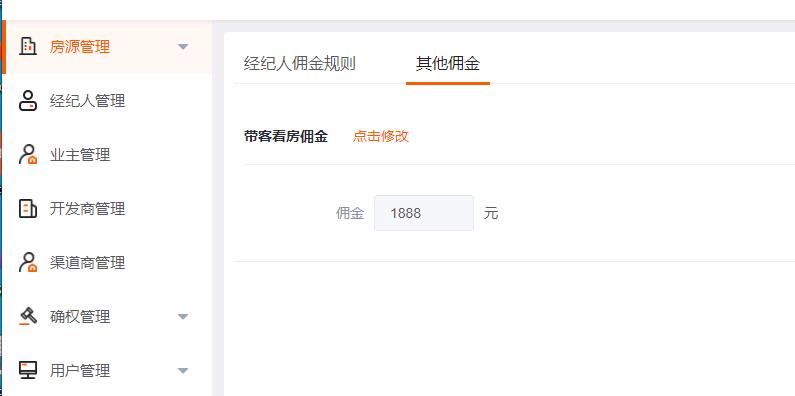 房源管理
经纪人管理
业主管理
开发商管理
渠道商管理
确权管理
用户管理
经纪人佣金规则 其他佣金
带客看房佣金 点击修改
佣金 1888 元